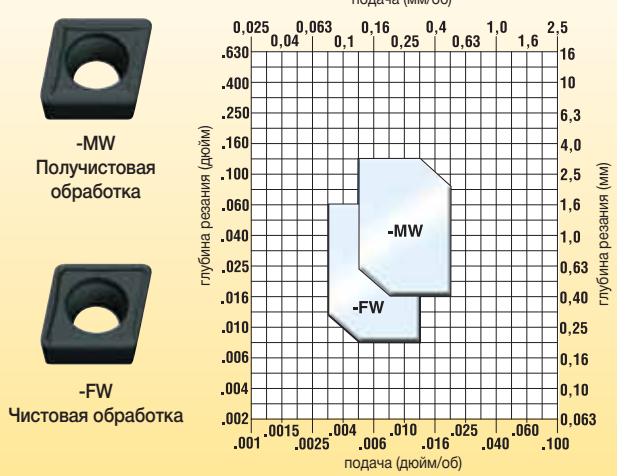 подача (мм/об)
0,025 0,063 0,16 0,4 1,0 2,5
0,04 0,1 0,25 0,63 1,6
.630 16
.400 10
.250 6,3
.160 4,0
.100 2,5
.060 1,6
.040 1,0
.025 0,63
.016 0,40
.010 0,25
.006 0,16
.004 0,10
.002 0,063
глубина резания (дюйм)
глубина резания (мм)
-MW
-FW
.0015 .004 .010 .025 .060
.001 .0025 .006 .016 .040 .100
подача (дюйм/об)
-MW
Получистовая
обработка
-FW
Чистовая обработка